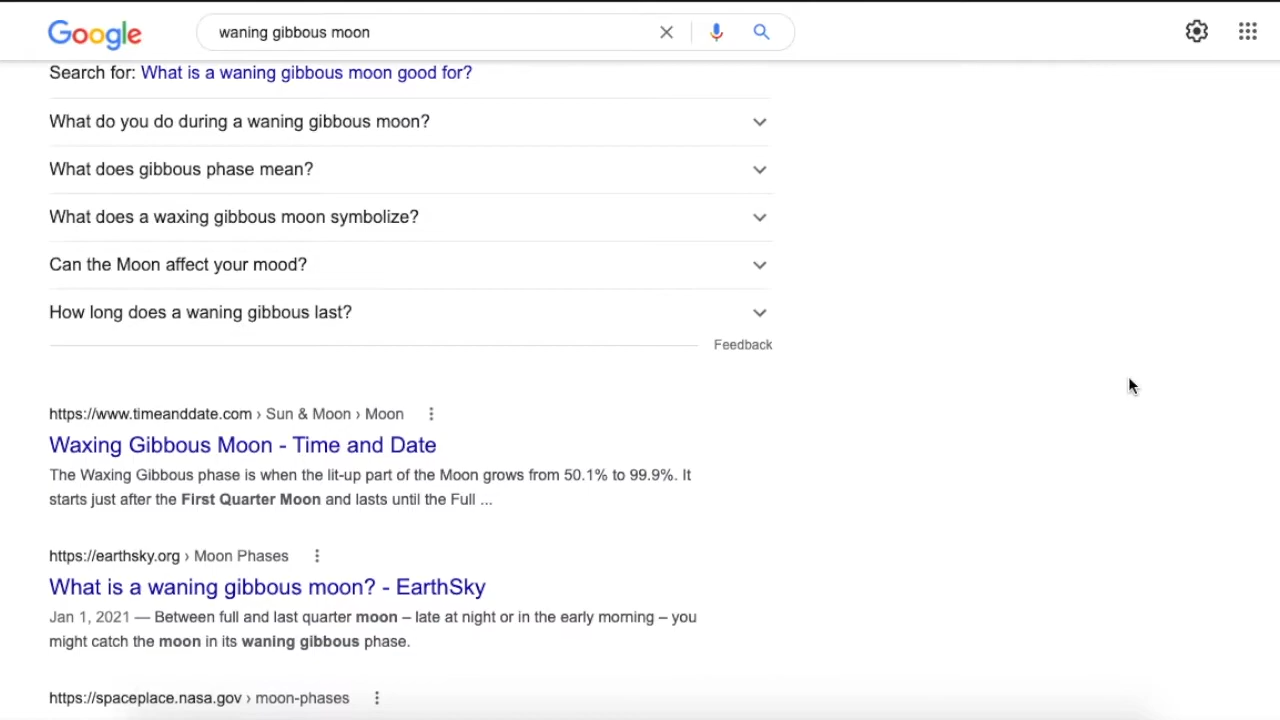 Google
waning gibbous moon
Search for: What is a waning gibbous moon good for?
What do you do during a waning gibbous moon?
What does gibbous phase mean?
What does a waxing gibbous moon symbolize?
Can the Moon affect your mood?
How long does a waning gibbous last?
Feedback
https://www.timeanddate.com › Sun & Moon › Moon
Waxing Gibbous Moon - Time and Date
The Waxing Gibbous phase is when the lit-up part of the Moon grows from 50.1% to 99.9%. It
starts just after the First Quarter Moon and lasts until the Full ...
https://earthsky.org › Moon Phases
What is a waning gibbous moon? - EarthSky
Jan 1, 2021 — Between full and last quarter moon – late at night or in the early morning – you
might catch the moon in its waning gibbous phase.
https://spaceplace.nasa.gov › moon-phases